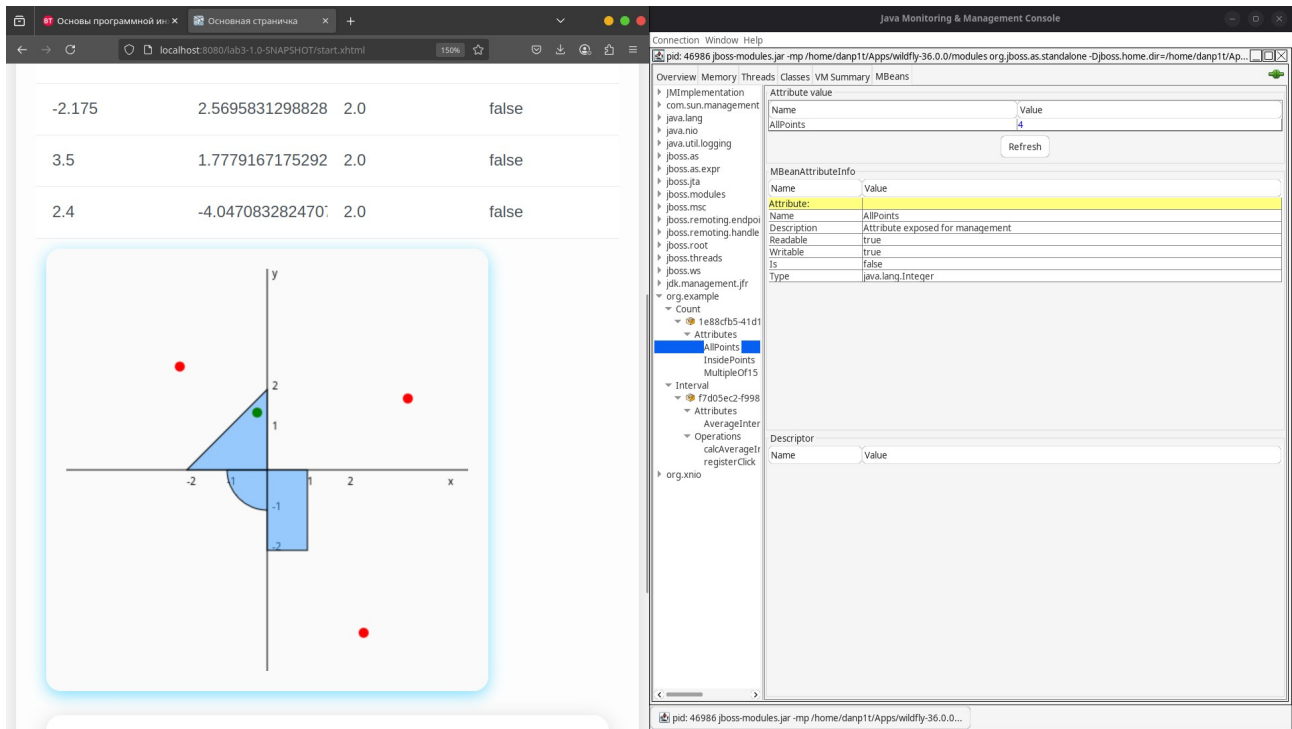 Основы программной ин
Основная страничка
localhost:8080/lab3-1.0-SNAPSHOT/start.xhtml
150%
-2.175 2.5695831298828 2.0 false
3.5 1.7779167175292 2.0 false
2.4 -4.0470832824707 2.0 false
y
2
1
-2 -1 1 2 x
-1
-2
Java Monitoring & Management Console
Connection Window Help
pid: 46986 jboss-modules.jar -mp /home/danp1t/Apps/wildfly-36.0.0/modules org.jboss.as.standalone -Djboss.home.dir=/home/danp1t/Ap...
Overview Memory Threads Classes VM Summary MBeans
JMImplementation
com.sun.management
java.lang
java.nio
java.util.logging
jboss.as
jboss.as.expr
jboss.jta
jboss.modules
jboss.msc
jboss.remoting.endpoi
jboss.remoting.handle
jboss.root
jboss.threads
jboss.ws
jdk.management.jfr
org.example
Count
1e88cfb5-41d1
Attributes
AllPoints
InsidePoints
MultipleOf15
Interval
f7d05ec2-f998
Attributes
AverageInter
Operations
calcAverageIr
registerClick
org.xnio
Attribute value
Name Value
AllPoints 4
Refresh
MBeanAttributeInfo
Name Value
Attribute:
Name AllPoints
Description Attribute exposed for management
Readable true
Writable true
Is false
Type java.lang.Integer
Descriptor
Name Value
pid: 46986 jboss-modules.jar -mp /home/danp1t/Apps/wildfly-36.0.0...